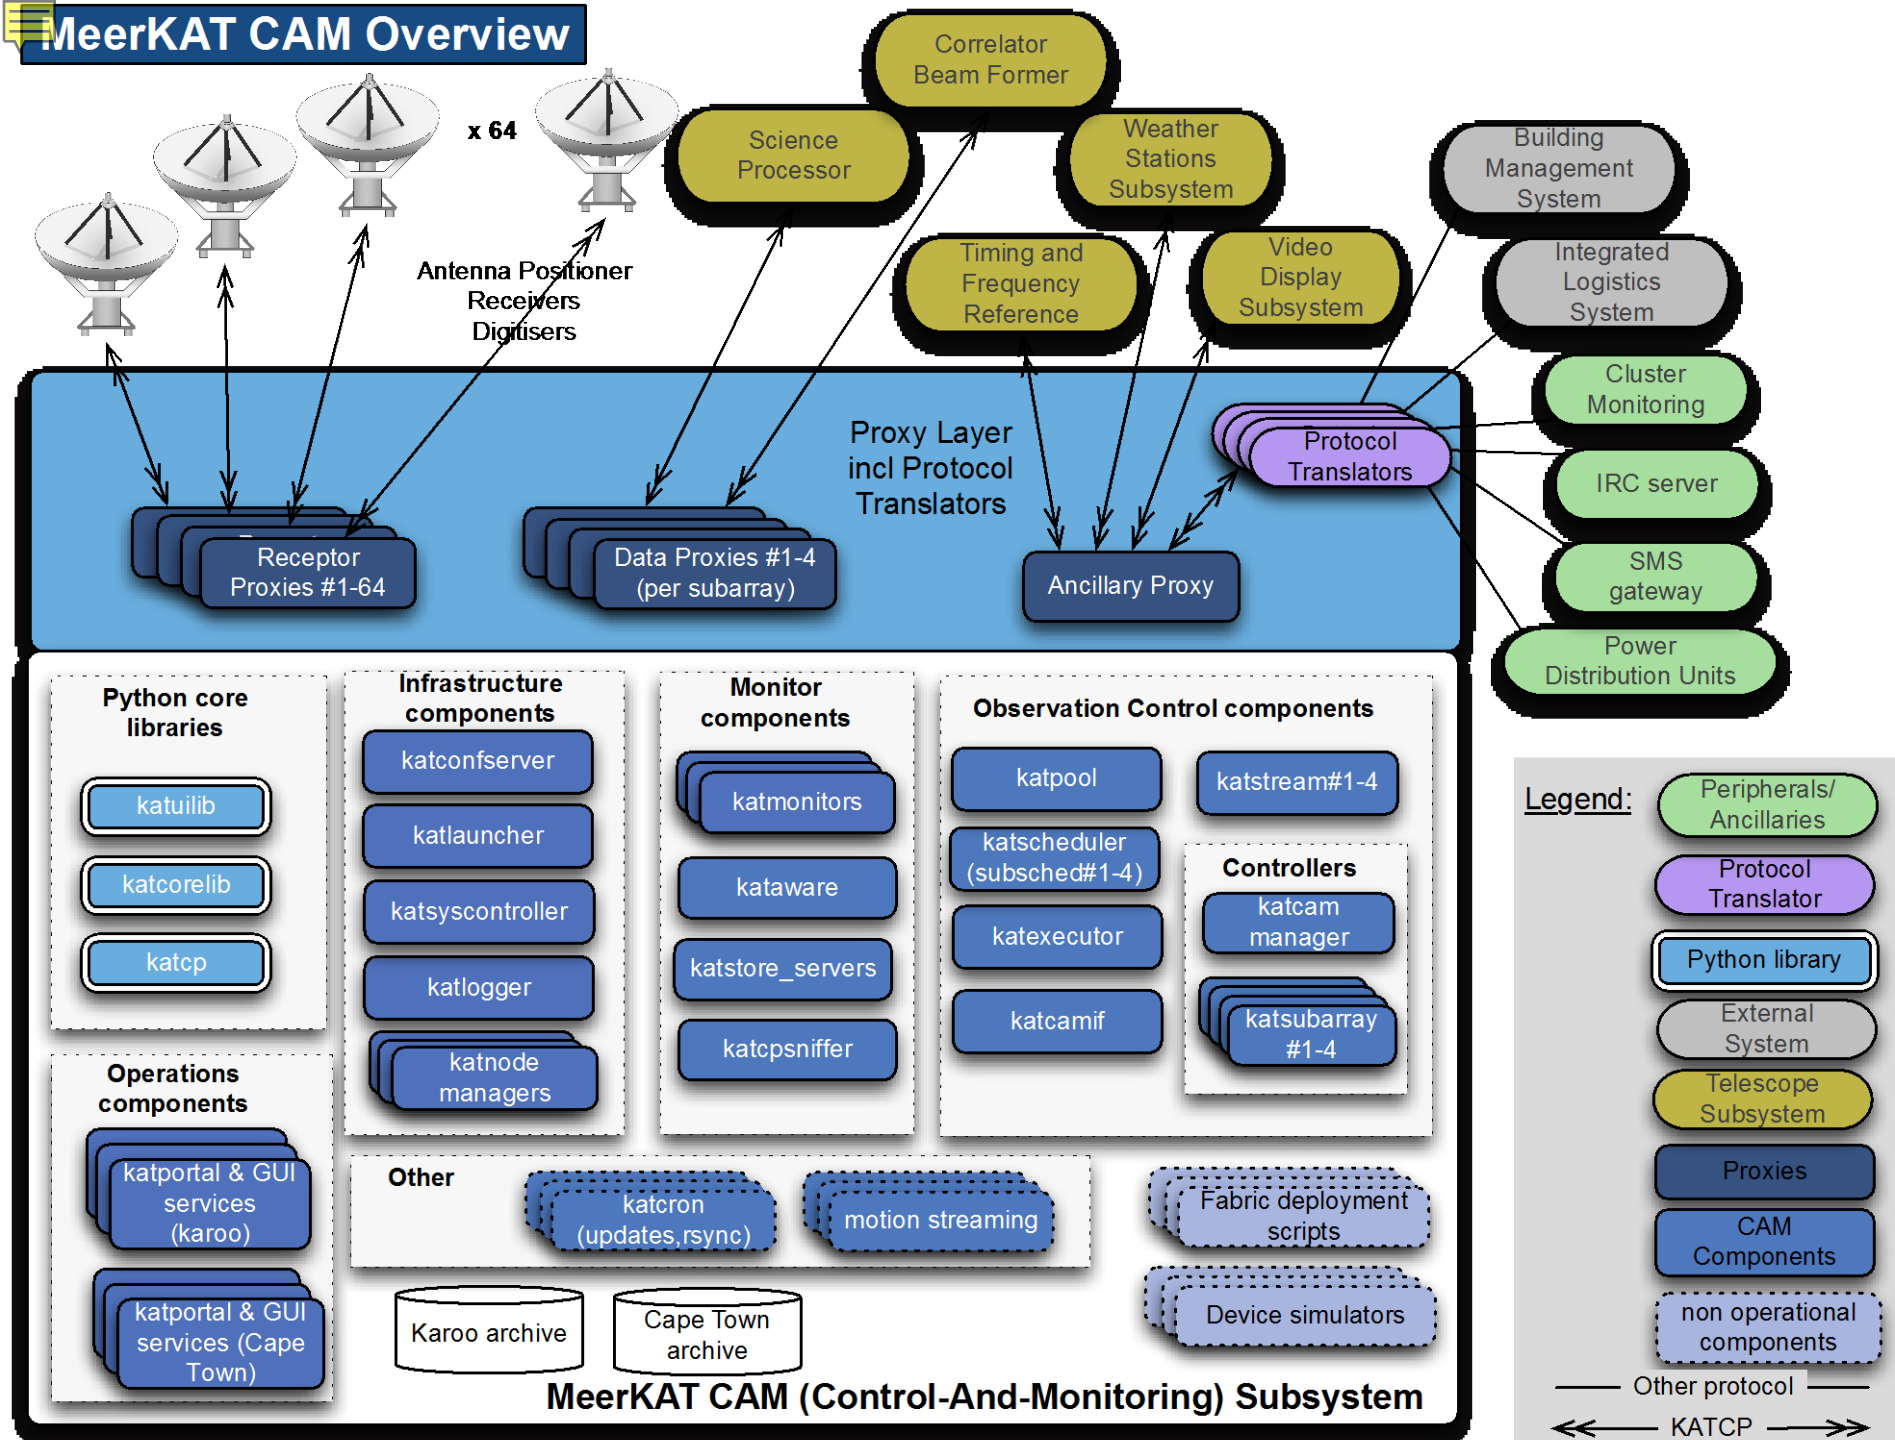 MeerKAT CAM Overview
x 64
Antenna Positioner
Receivers
Digitisers
Correlator
Beam Former
Science
Processor
Weather
Stations
Subsystem
Timing and
Frequency
Reference
Video
Display
Subsystem
Building
Management
System
Integrated
Logistics
System
Cluster
Monitoring
IRC server
SMS
gateway
Power
Distribution Units
Proxy Layer
incl Protocol
Translators
Protocol
Translators
Receptor
Proxies #1-64
Data Proxies #1-4
(per subarray)
Ancillary Proxy
Python core
libraries
katuilib
katcorelib
katcp
Infrastructure
components
katconfserver
katlauncher
katsyscontroller
katlogger
katnode
managers
Monitor
components
katmonitors
kataware
katstore_servers
katcpsniffer
Observation Control components
katpool
katscheduler
(subsched#1-4)
katexecutor
katcamif
katstream#1-4
Controllers
katcam
manager
katsubarray
#1-4
Operations
components
katportal & GUI
services
(karoo)
katportal & GUI
services (Cape
Town)
Other
katcron
(updates,rsync)
motion streaming
Fabric deployment
scripts
Device simulators
Karoo archive
Cape Town
archive
MeerKAT CAM (Control-And-Monitoring) Subsystem
Legend:
Peripherals/
Ancillaries
Protocol
Translator
Python library
External
System
Telescope
Subsystem
Proxies
CAM
Components
non operational
components
Other protocol
KATCP